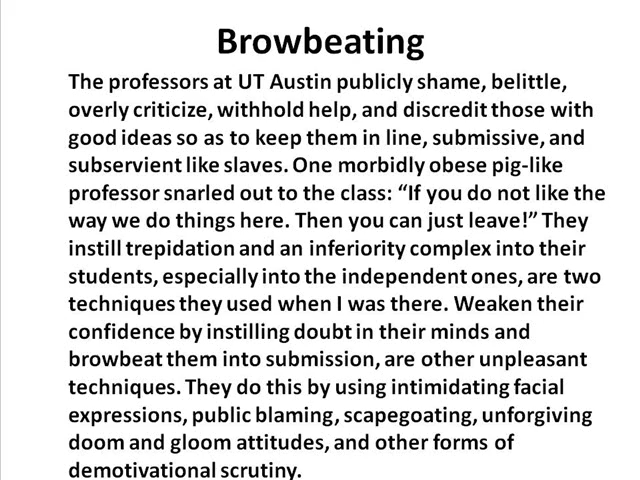 Browbeating
The professors at UT Austin publicly shame, belittle,
overly criticize, withhold help, and discredit those with
good ideas so as to keep them in line, submissive, and
subservient like slaves. One morbidly obese pig-like
professor snarled out to the class: “If you do not like the
way we do things here. Then you can just leave!” They
instill trepidation and an inferiority complex into their
students, especially into the independent ones, are two
techniques they used when I was there. Weaken their
confidence by instilling doubt in their minds and
browbeat them into submission, are other unpleasant
techniques. They do this by using intimidating facial
expressions, public blaming, scapegoating, unforgiving
doom and gloom attitudes, and other forms of
demotivational scrutiny.